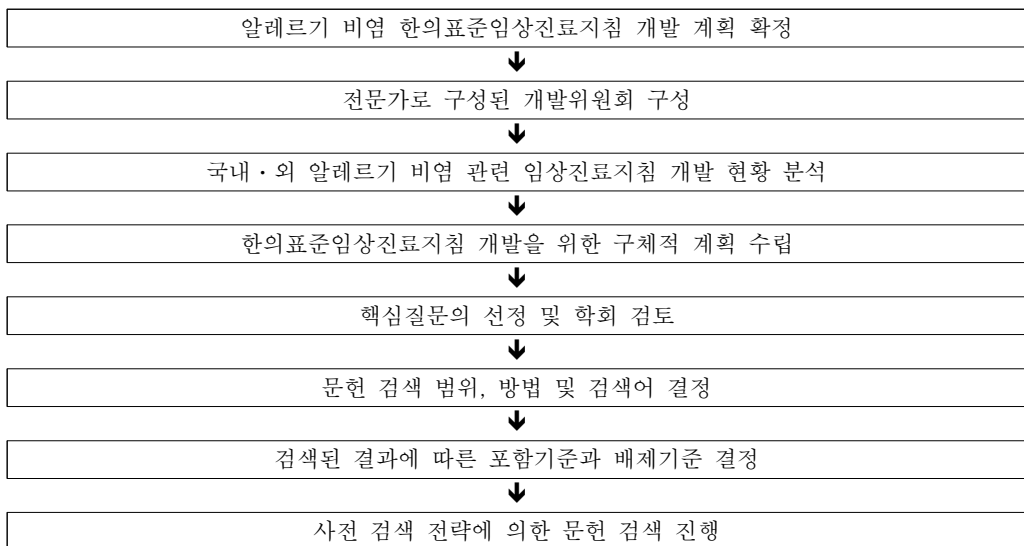 알레르기 비염 한의표준임상진료지침 개발 계획 확정
전문가로 구성된 개발위원회 구성
국내・외 알레르기 비염 관련 임상진료지침 개발 현황 분석
한의표준임상진료지침 개발을 위한 구체적 계획 수립
핵심질문의 선정 및 학회 검토
문헌 검색 범위, 방법 및 검색어 결정
검색된 결과에 따른 포함기준과 배제기준 결정
사전 검색 전략에 의한 문헌 검색 진행